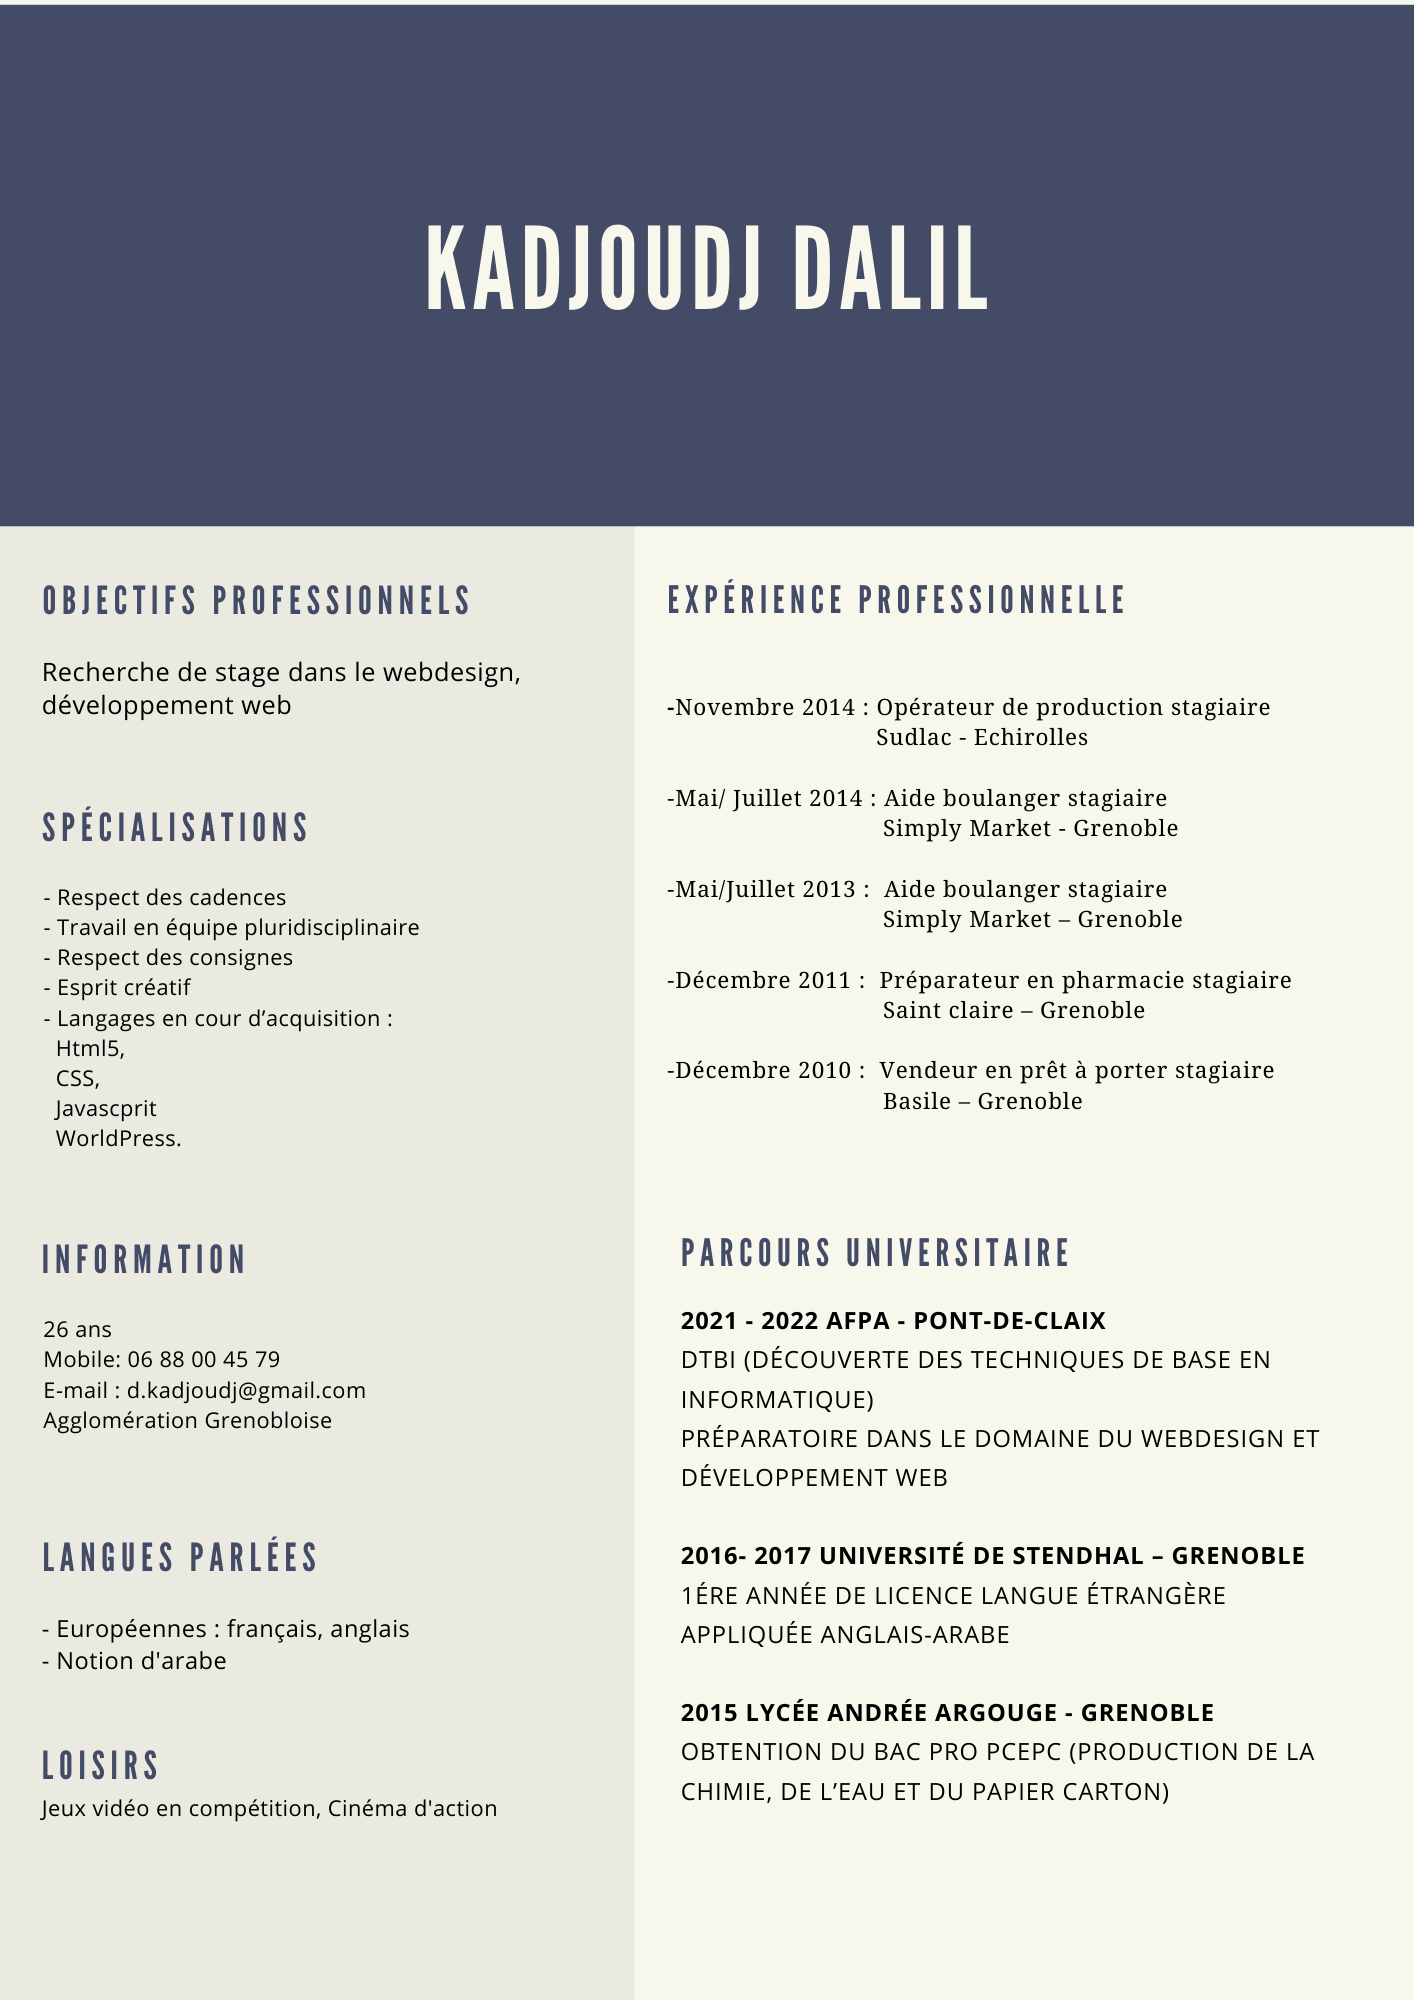 KADJOUDJ DALIL
OBJECTIFS PROFESSIONNELS
Recherche de stage dans le webdesign,
développement web
SPÉCIALISATIONS
- Respect des cadences
- Travail en équipe pluridisciplinaire
- Respect des consignes
- Esprit créatif
- Langages en cour d’acquisition :
Html5,
CSS,
Javascprit
WorldPress.
INFORMATION
26 ans
Mobile: 06 88 00 45 79
E-mail : d.kadjoudj@gmail.com
Agglomération Grenobloise
LANGUES PARLÉES
- Européennes : français, anglais
- Notion d'arabe
LOISIRS
Jeux vidéo en compétition, Cinéma d'action
EXPÉRIENCE PROFESSIONNELLE
-Novembre 2014 : Opérateur de production stagiaire
Sudlac - Echirolles
-Mai/ Juillet 2014 : Aide boulanger stagiaire
Simply Market - Grenoble
-Mai/Juillet 2013 : Aide boulanger stagiaire
Simply Market – Grenoble
-Décembre 2011 : Préparateur en pharmacie stagiaire
Saint claire – Grenoble
-Décembre 2010 : Vendeur en prêt à porter stagiaire
Basile – Grenoble
PARCOURS UNIVERSITAIRE
2021 - 2022 AFPA - PONT-DE-CLAIX
DTBI (DÉCOUVERTE DES TECHNIQUES DE BASE EN
INFORMATIQUE)
PRÉPARATOIRE DANS LE DOMAINE DU WEBDESIGN ET
DÉVELOPPEMENT WEB
2016- 2017 UNIVERSITÉ DE STENDHAL – GRENOBLE
1ÉRE ANNÉE DE LICENCE LANGUE ÉTRANGÈRE
APPLIQUÉE ANGLAIS-ARABE
2015 LYCÉE ANDRÉE ARGOUGE - GRENOBLE
OBTENTION DU BAC PRO PCEPC (PRODUCTION DE LA
CHIMIE, DE L’EAU ET DU PAPIER CARTON)